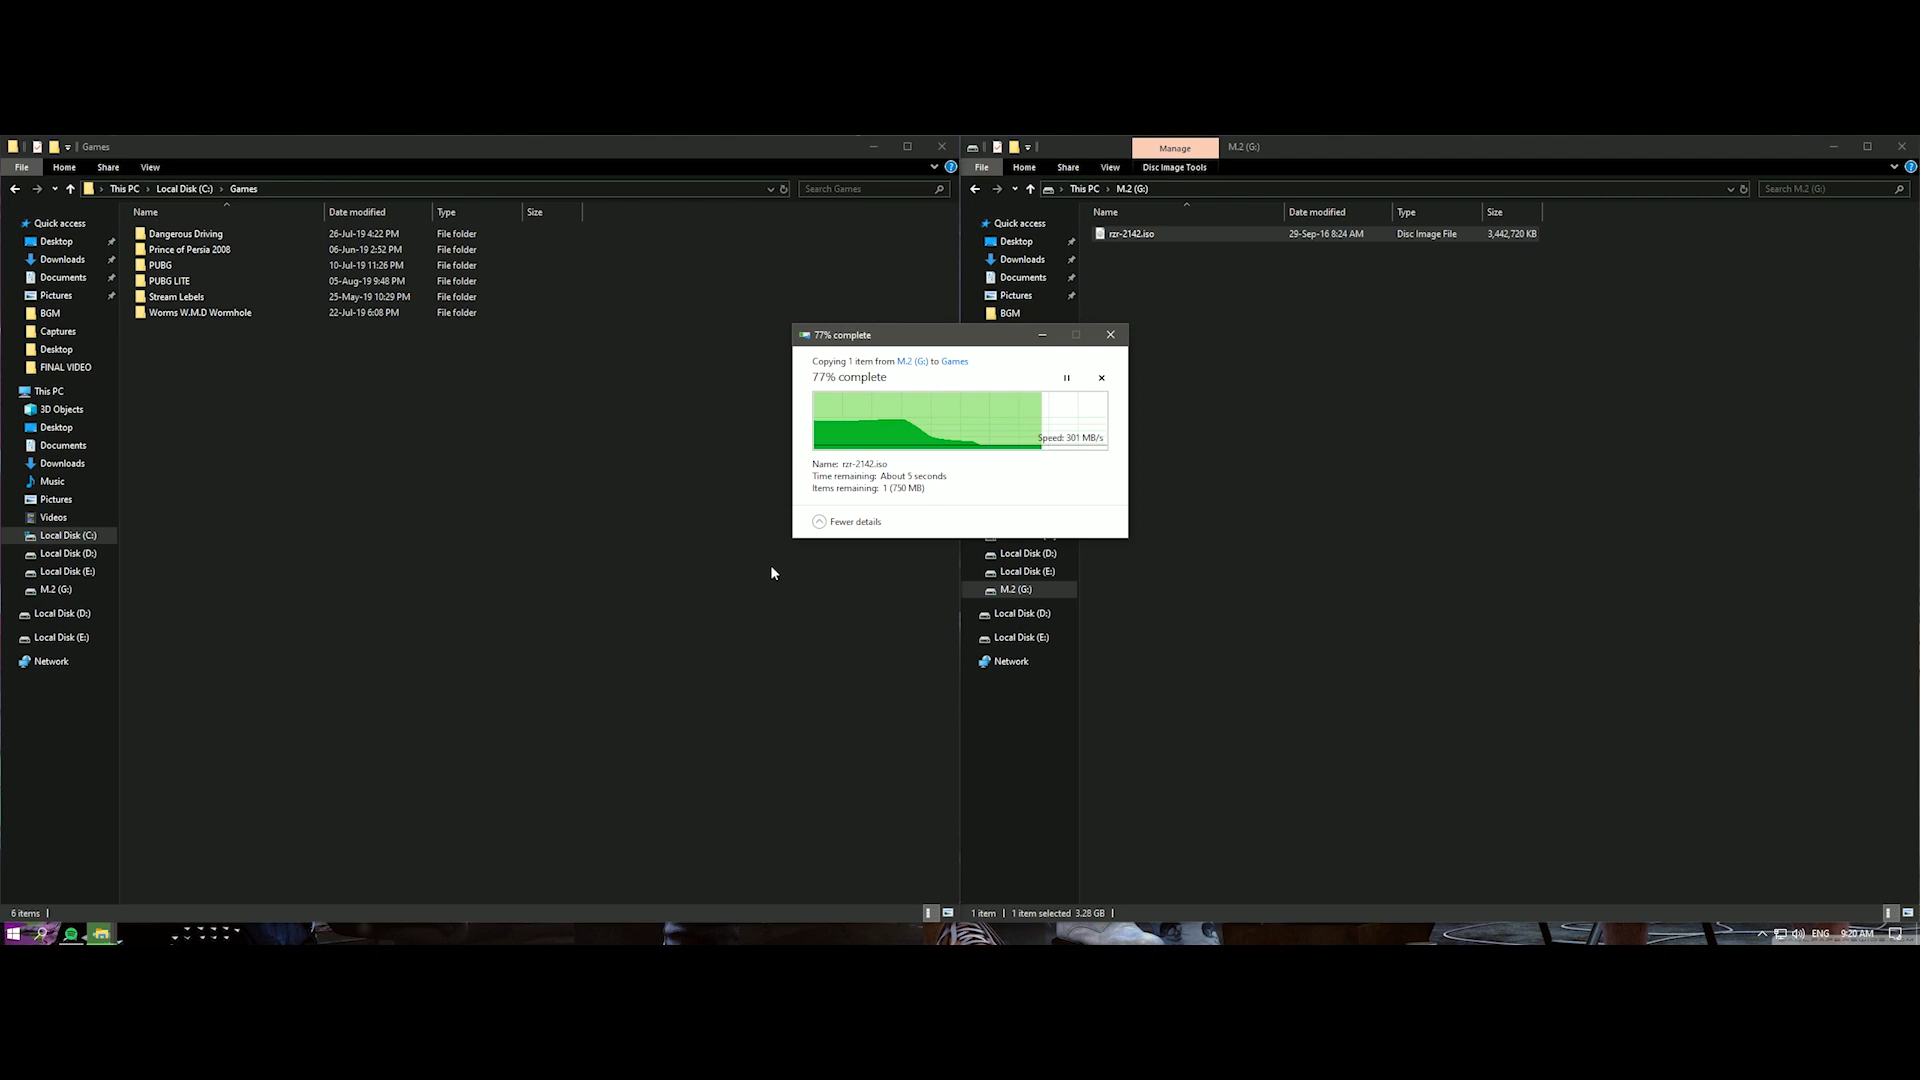 Games
File Home Share View
This PC Local Disk (C:) Games
Search Games
Name Date modified Type Size
Dangerous Driving 26-Jul-19 4:22 PM File folder
Prince of Persia 2008 06-Jun-19 2:52 PM File folder
PUBG 10-Jul-19 11:26 PM File folder
PUBG LITE 05-Aug-19 9:48 PM File folder
Stream Lebels 25-May-19 10:29 PM File folder
Worms W.M.D Wormhole 22-Jul-19 6:08 PM File folder
Quick access
Desktop
Downloads
Documents
Pictures
BGM
Captures
Desktop
FINAL VIDEO
This PC
3D Objects
Desktop
Documents
Downloads
Music
Pictures
Videos
Local Disk (C:)
Local Disk (D:)
Local Disk (E:)
M.2 (G:)
Local Disk (D:)
Local Disk (E:)
Network
6 items
77% complete
Copying 1 item from M.2 (G:) to Games
77% complete
Speed: 301 MB/s
Name: rzr-2142.iso
Time remaining: About 5 seconds
Items remaining: 1 (750 MB)
Fewer details
Manage M.2 (G:)
File Home Share View Disc Image Tools
This PC M.2 (G:)
Search M.2 (G:)
Name Date modified Type Size
rzr-2142.iso 29-Sep-16 8:24 AM Disc Image File 3,442,720 KB
Quick access
Desktop
Downloads
Documents
Pictures
BGM
Local Disk (D:)
Local Disk (E:)
M.2 (G:)
Local Disk (D:)
Local Disk (E:)
Network
1 item 1 item selected 3.28 GB
ENG 9:20 AM